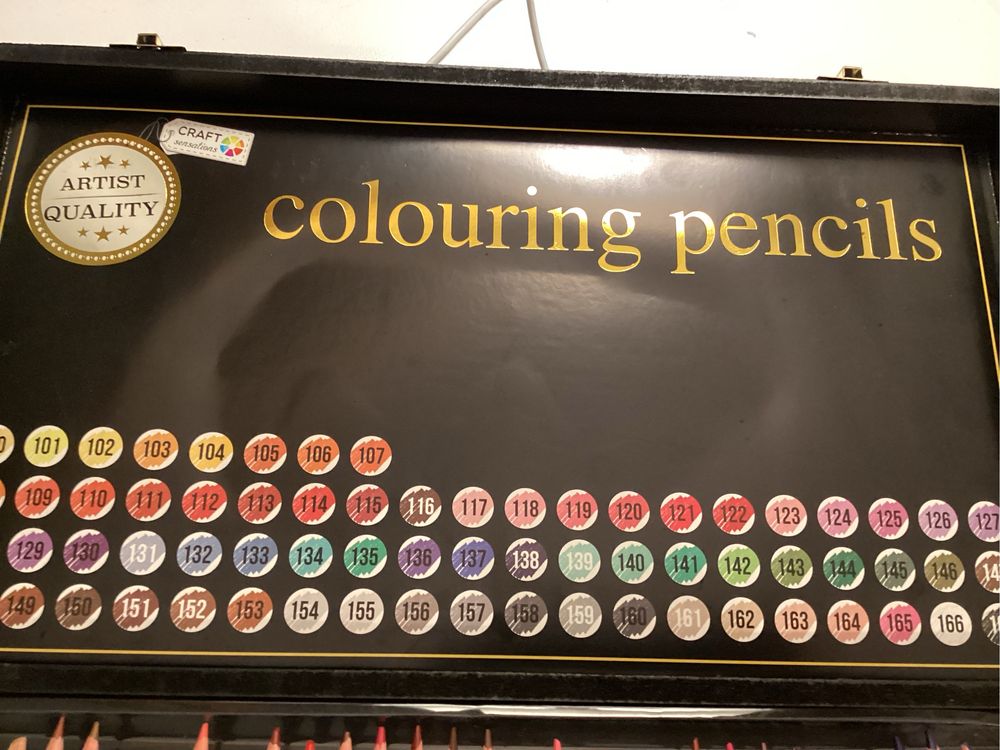 CRAFT
sensations
ARTIST
QUALITY
colouring pencils
101 102 103 104 105 106 107
109 110 111 112 113 114 115 116 117 118 119 120 121 122 123 124 125 126 127
129 130 131 132 133 134 135 136 137 138 139 140 141 142 143 144 145 146
149 150 151 152 153 154 155 156 157 158 159 160 161 162 163 164 165 166